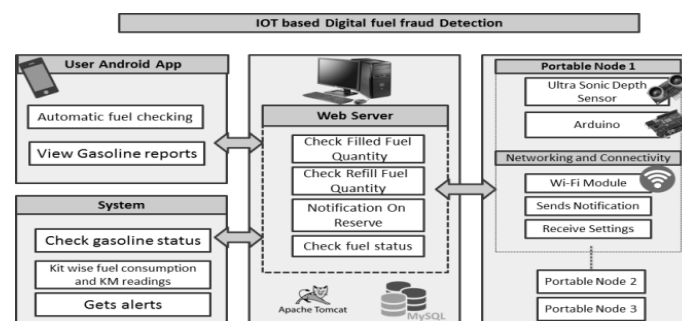 IOT based Digital fuel fraud Detection
User Android App
Automatic fuel checking
View Gasoline reports
System
Check gasoline status
Kit wise fuel consumption
and KM readings
Gets alerts
Web Server
Check Filled Fuel
Quantity
Check Refill Fuel
Quantity
Notification On
Reserve
Check fuel status
Apache Tomcat
MySQL
Portable Node 1
Ultra Sonic Depth
Sensor
Arduino
Networking and Connectivity
Wi-Fi Module
Sends Notification
Receive Settings
Portable Node 2
Portable Node 3